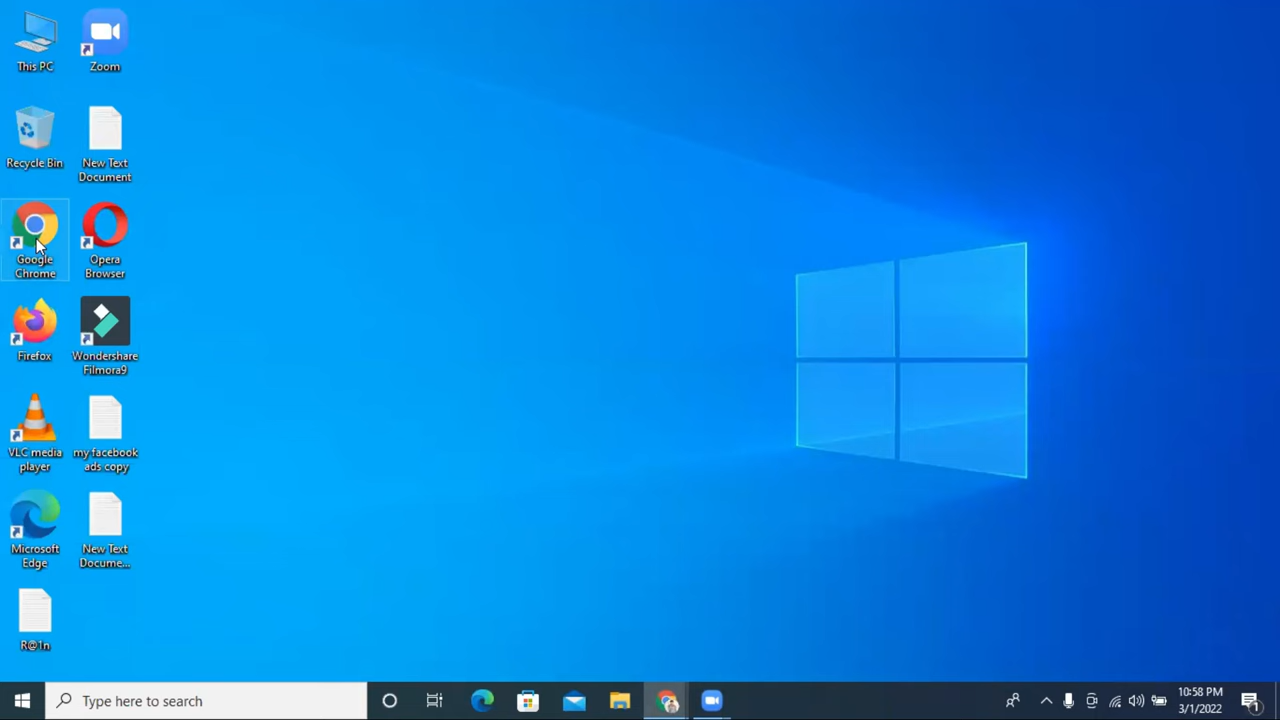 This PC
Zoom
Recycle Bin
New Text
Document
Google
Chrome
Opera
Browser
Firefox
Wondershare
Filmora9
VLC media
player
my facebook
ads copy
Microsoft
Edge
New Text
Docume...
R@1n
Type here to search
10:58 PM
3/1/2022
1